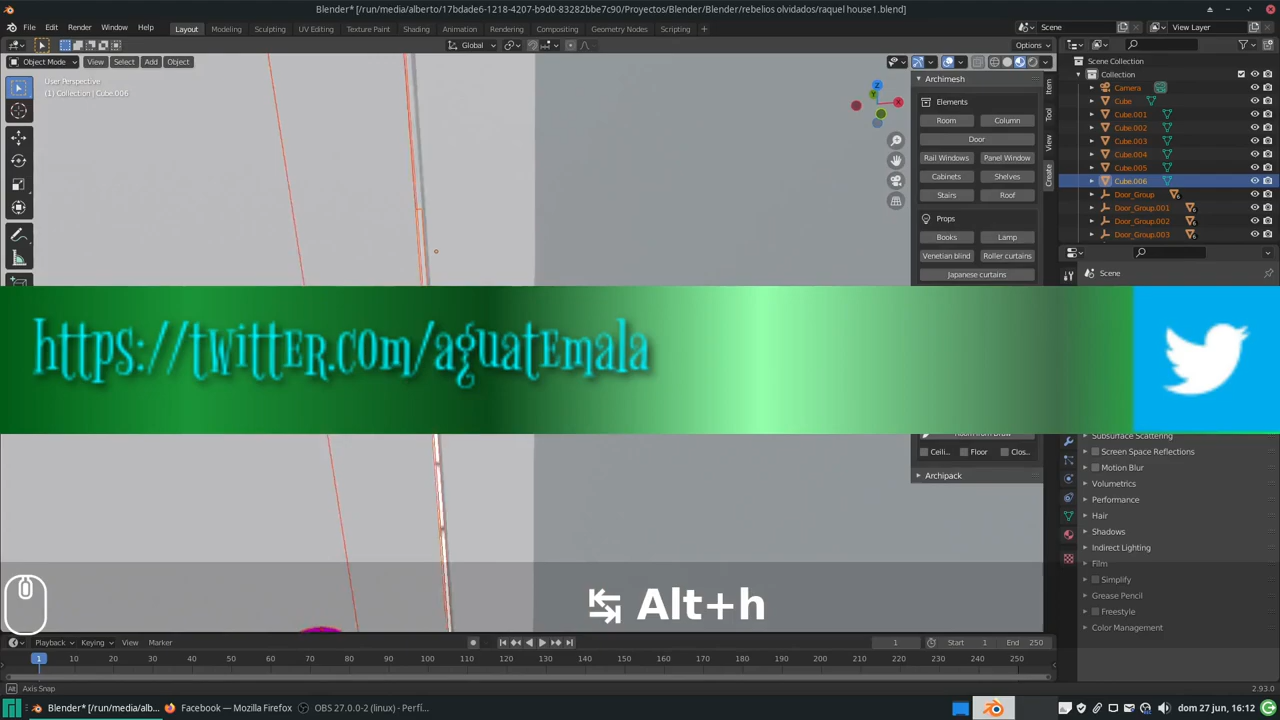 Blender* [/run/media/alberto/17bdade6-1218-4207-b9d0-83282bbe7c90/Proyectos/Blender/Blender/rebelios olvidados/raquel house1.blend]
File Edit Render Window Help Layout Modeling Sculpting UV Editing Texture Paint Shading Animation Rendering Compositing Geometry Nodes Scripting Scene View Layer
Global Options
Object Mode View Select Add Object
User Perspective
(1) Collection | Cube.006
Scene Collection
Collection
Camera
Cube
Cube.001
Cube.002
Cube.003
Cube.004
Cube.005
Cube.006
Door_Group
Door_Group.001
Door_Group.002
Door_Group.003
Archimesh
Elements
Room Column
Door
Rail Windows Panel Window
Cabinets Shelves
Stairs Roof
Props
Books Lamp
Venetian blind Roller curtains
Japanese curtains
Item
Tool
View
Create
Scene
https://twittER.com/aguatEmala
Room from Draw
Ceili... Floor Clos...
Archipack
Subsurface Scattering
Screen Space Reflections
Motion Blur
Volumetrics
Performance
Hair
Shadows
Indirect Lighting
Film
Simplify
Grease Pencil
Freestyle
Color Management
Alt+h
Playback Keying View Marker 1 Start 1 End 250
1 10 20 30 40 50 60 70 80 90 100 110 120 130 140 150 160 170 180 190 200 210 220 230 240 250
Axis Snap 2.93.0
Blender* [/run/media/alb... Facebook — Mozilla Firefox OBS 27.0.0-2 (linux) - Perfi... dom 27 jun, 16:12